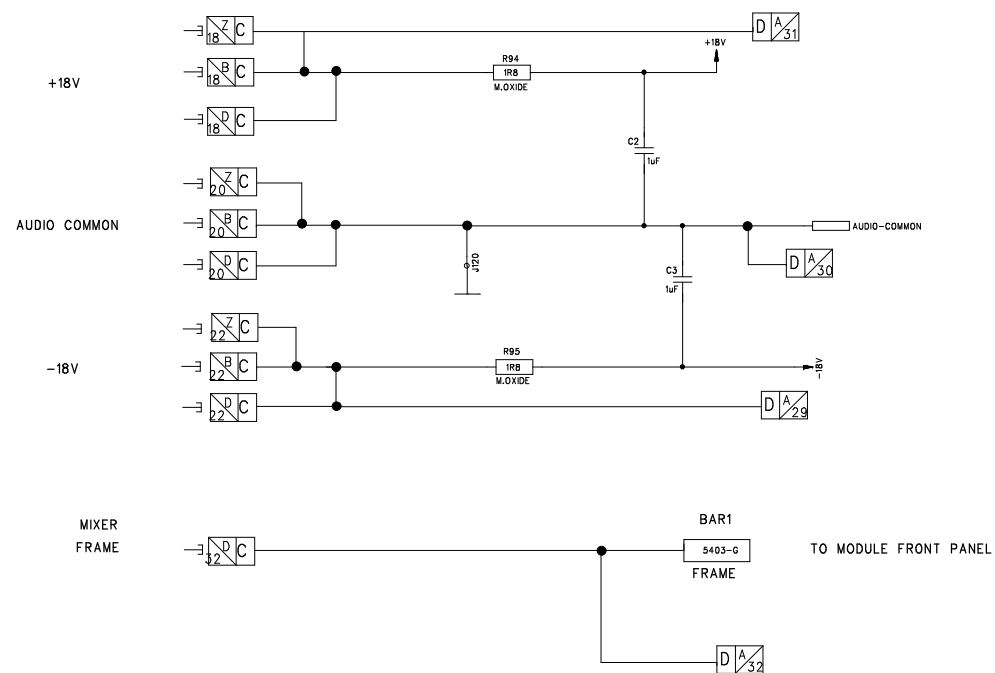 Z C
18
D A
31
+18V
R94
B C
18
1R8
M.OXIDE
+18V
D C
18
C2
1uF
Z C
20
AUDIO COMMON
B C
20
AUDIO-COMMON
D C
20
J120
D A
30
C3
1uF
Z C
22
R95
-18V
B C
22
1R8
M.OXIDE
-18V
D C
22
D A
29
MIXER
FRAME
D C
32
BAR1
5403-G
FRAME
TO MODULE FRONT PANEL
D A
32